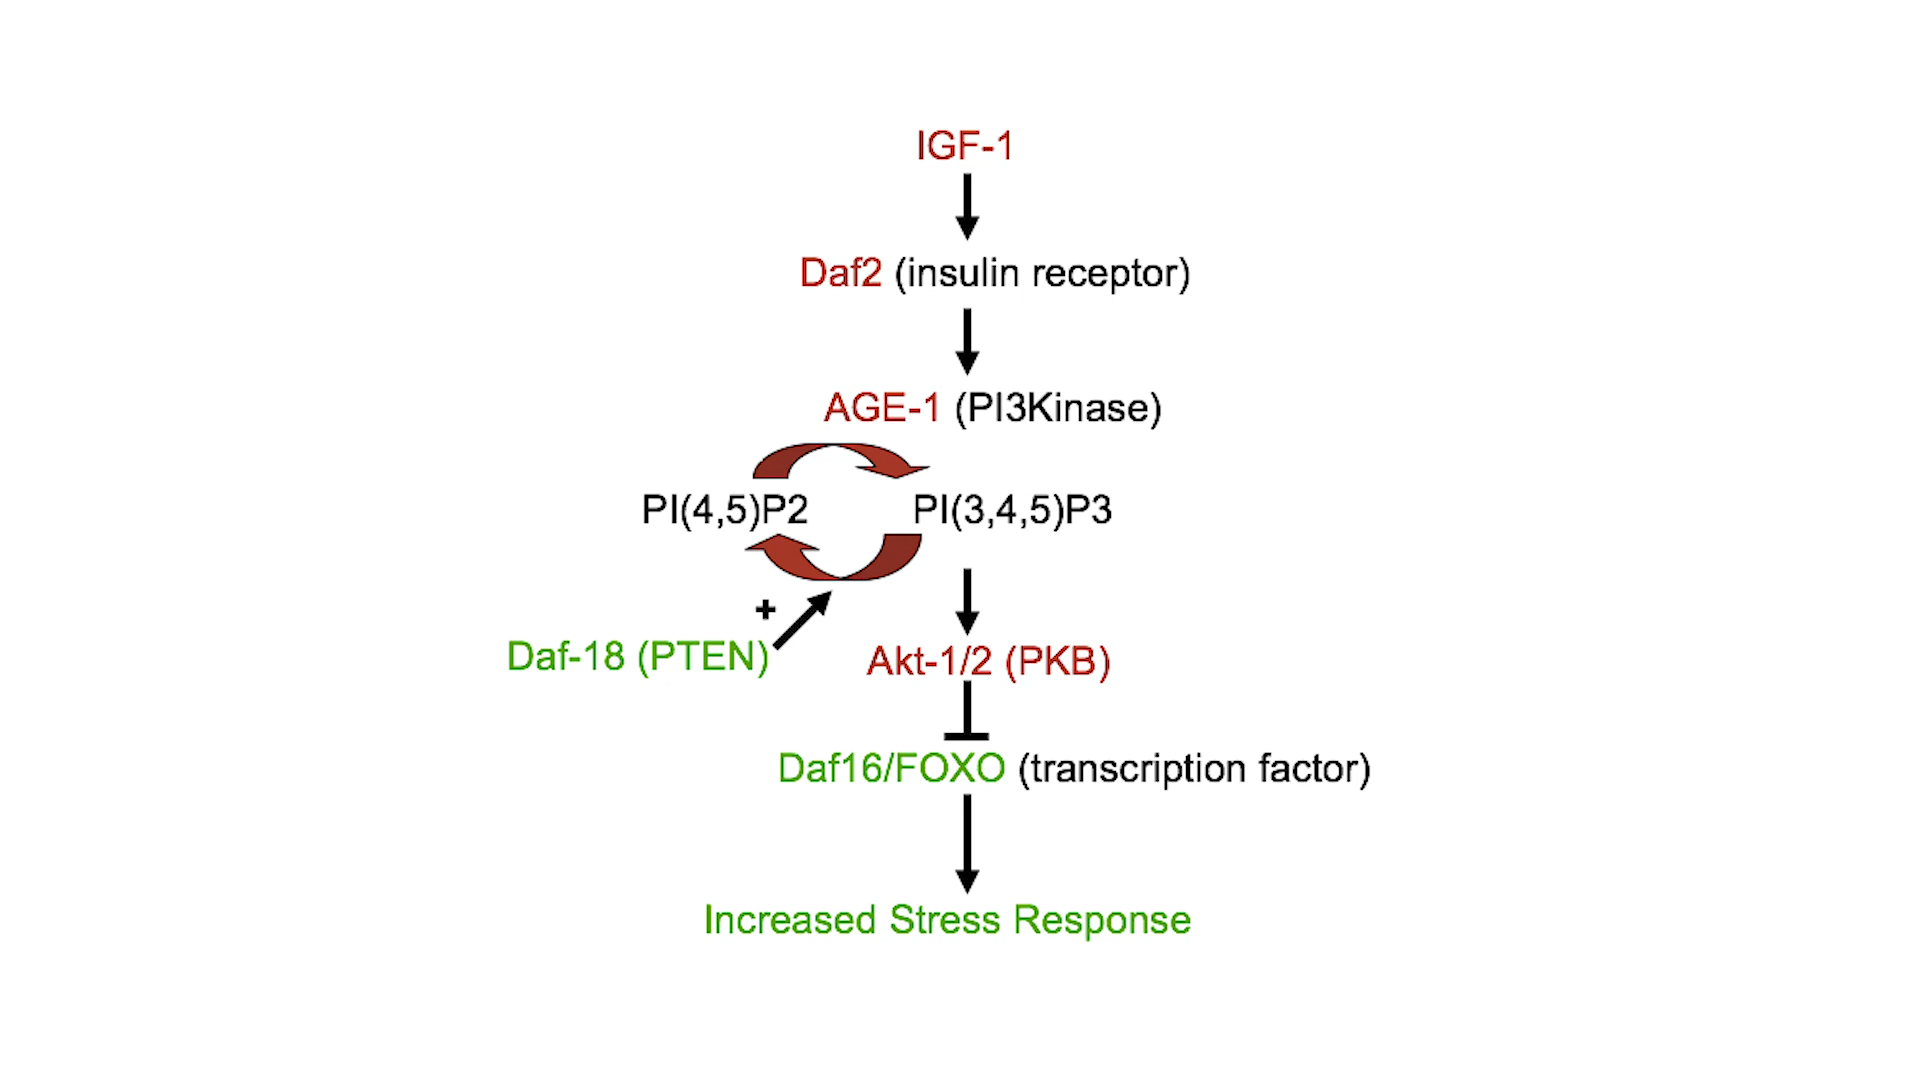 IGF-1
Daf2 (insulin receptor)
AGE-1 (PI3Kinase)
PI(4,5)P2 PI(3,4,5)P3
+
Daf-18 (PTEN) Akt-1/2 (PKB)
Daf16/FOXO (transcription factor)
Increased Stress Response